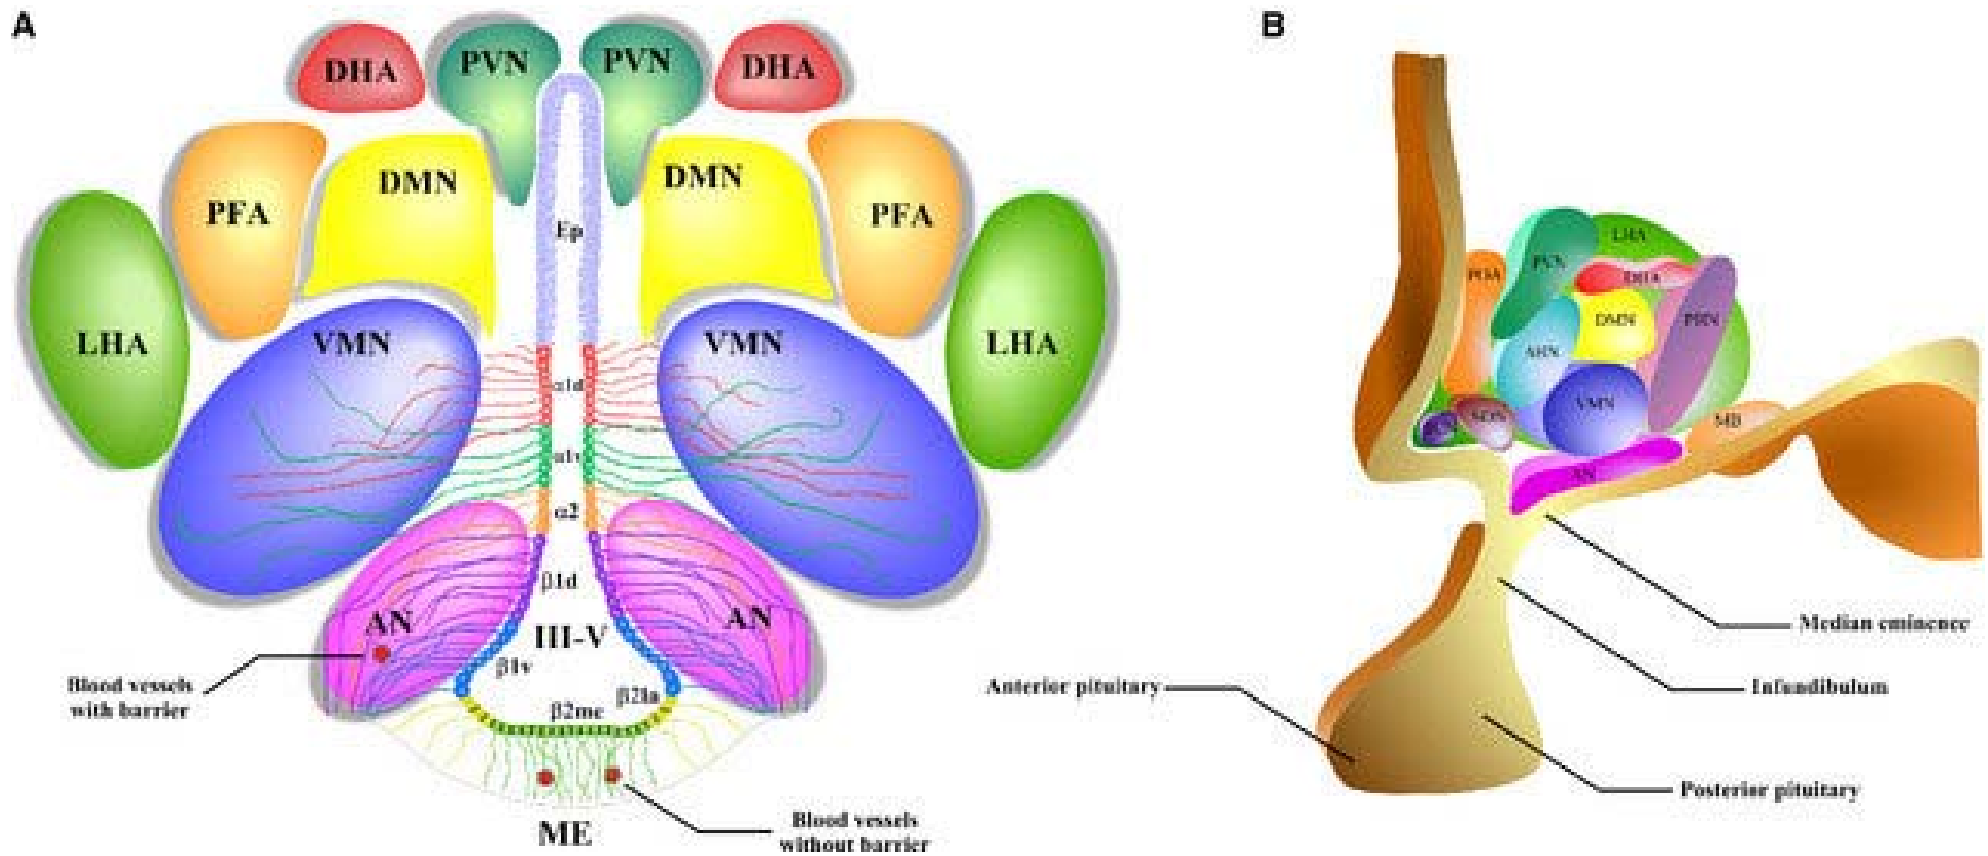 A
DHA
PVN
PVN
DHA
PFA
DMN
DMN
PFA
LHA
VMN
Ep
VMN
LHA
α1d
α1v
α2
β1d
AN
III-V
AN
β1v
β2la
β2me
Blood vessels
with barrier
ME
Blood vessels
without barrier
B
LHA
PVN
POA
DHA
DMN
PHN
AHN
VMN
SON
MB
AN
Median eminence
Infundibulum
Anterior pituitary
Posterior pituitary